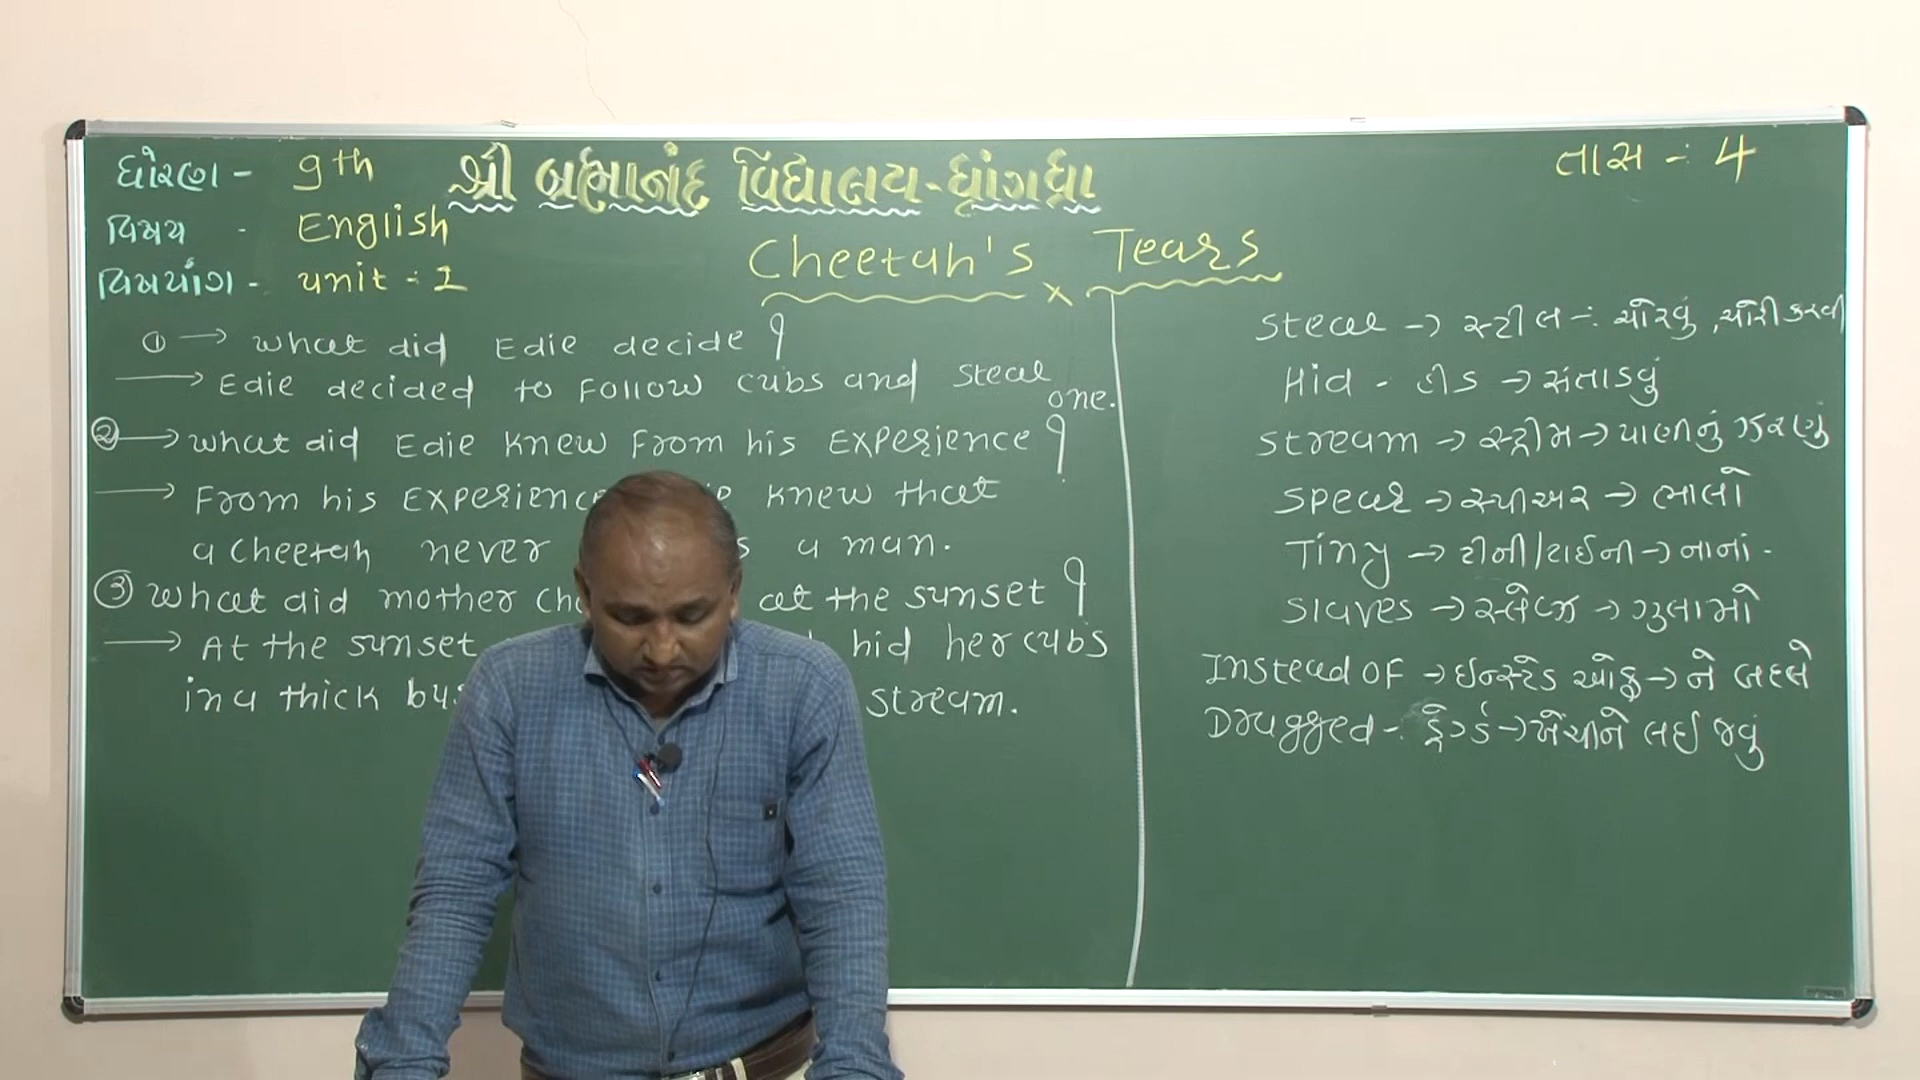 ધોરણ - 9th
શ્રી બ્રહ્માનંદ વિદ્યાલય - ધ્રાંગધ્રા
તાસ - 4
વિષય - English
Cheetah's Tears
વિષયાંગ - unit : 1
① → What did Edie decide ?
→ Edie decided to Follow cubs and steal one.
② → What did Edie knew From his Experience ?
→ From his Experience knew that
a cheetah never a man.
③ What did mother at the sunset ?
→ At the sunset hid her cubs
in a thick stream.
Steal → સ્ટીલ - : ચોરવું, ચોરી કરવી
Hid - હીડ → સંતાડવું
Stream → સ્ટ્રીમ → પાણીનું ઝરણું
Spear → સ્પીઅર → ભાલો
Tiny → ટીની/ટાઈની → નાનાં -
Slaves → સ્લેવ્ઝ → ગુલામો
Instead OF → ઇન્સ્ટેડ ઓફ → ને બદલે
Dragged - ડ્રેગ્ડ → ખેંચીને લઈ જવું